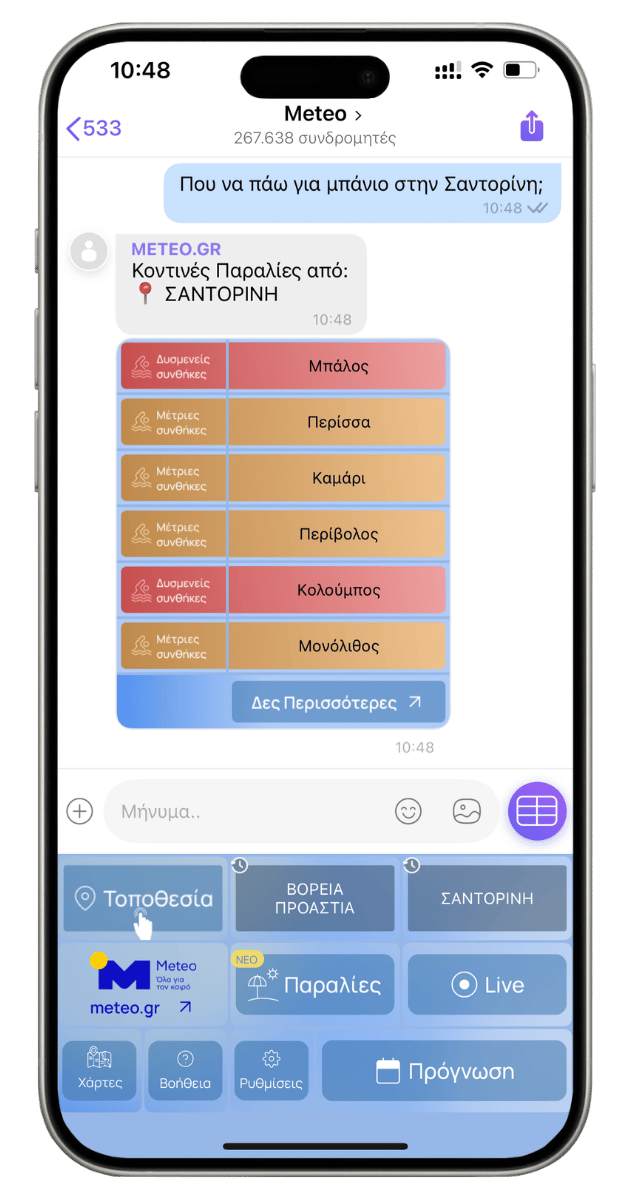 10:48
533
Meteo
267.638 συνδρομητές
Που να πάω για μπάνιο στην Σαντορίνη;
10:48
METEO.GR
Κοντινές Παραλίες από:
📍 ΣΑΝΤΟΡΙΝΗ
10:48
Δυσμενείς
συνθήκες
Μπάλος
Μέτριες
συνθήκες
Περίσσα
Μέτριες
συνθήκες
Καμάρι
Μέτριες
συνθήκες
Περίβολος
Δυσμενείς
συνθήκες
Κολούμπος
Μέτριες
συνθήκες
Μονόλιθος
Δες Περισσότερες
10:48
Μήνυμα..
Τοποθεσία
ΒΟΡΕΙΑ
ΠΡΟΑΣΤΙΑ
ΣΑΝΤΟΡΙΝΗ
Meteo
Όλα για
τον καιρό
meteo.gr
ΝΕΟ
Παραλίες
Live
Χάρτες
Βοήθεια
Ρυθμίσεις
Πρόγνωση